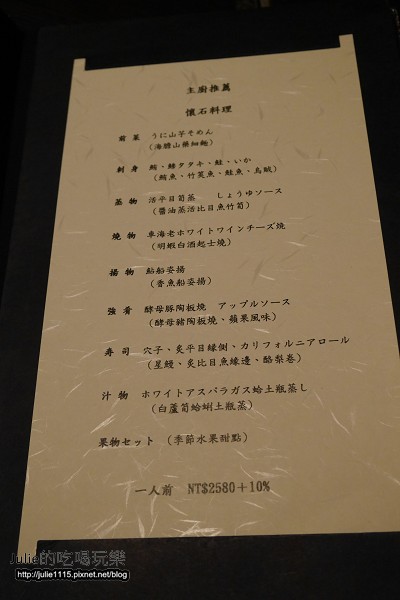 主廚推薦
懷石料理
前菜 うに山芋そめん
(海膽山藥細麵)
刺身 鮪、鰺タタキ、鮭、いか
(鮪魚、竹筴魚、鮭魚、烏賊)
蒸物 活平目筍蒸 しょうゆソース
(醬油蒸活比目魚竹筍)
燒物 車海老ホワイトワインチーズ燒
(明蝦白酒起士燒)
揚物 鮎船姿揚
(香魚船姿揚)
強肴 酵母豚陶板燒 アップルソース
(酵母豬陶板燒、蘋果風味)
寿司 穴子、炙平目縁側、カリフォルニアロール
(星鰻、炙比目魚緣邊、酪梨卷)
汁物 ホワイトアスパラガス蛤土瓶蒸し
(白蘆筍蛤蜊土瓶蒸)
果物セット (季節水果甜點)
一人前 NT$2580+10%
Julie的吃喝玩樂
http://julie1115.pixnet.net/blog